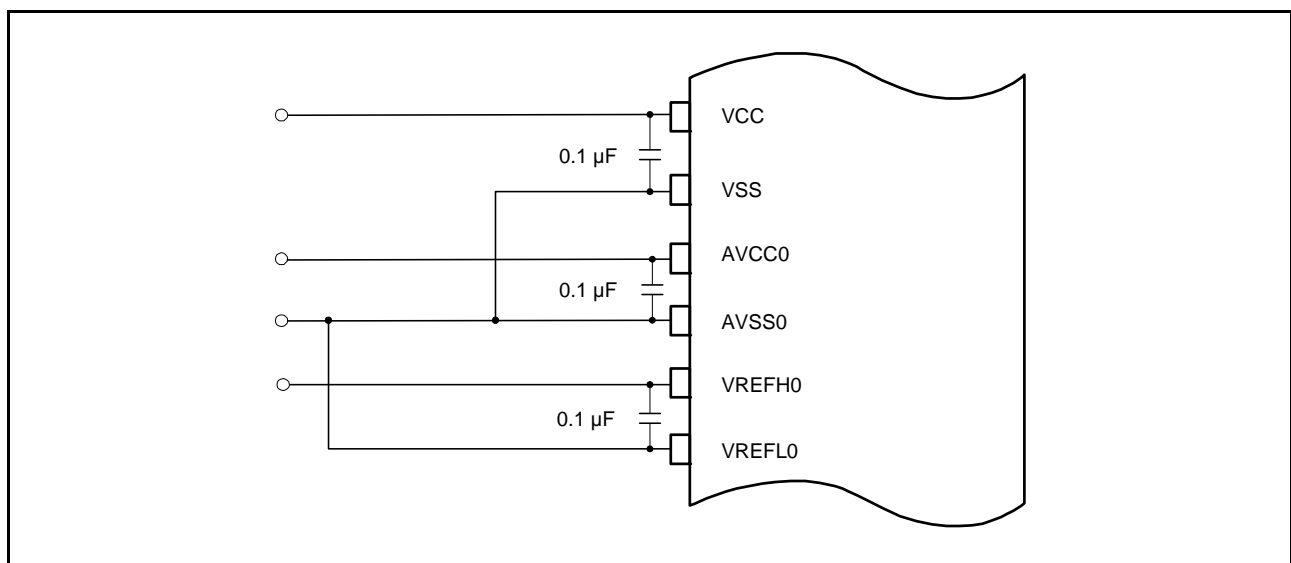 VCC
0.1 µF
VSS
AVCC0
0.1 µF
AVSS0
VREFH0
0.1 µF
VREFL0